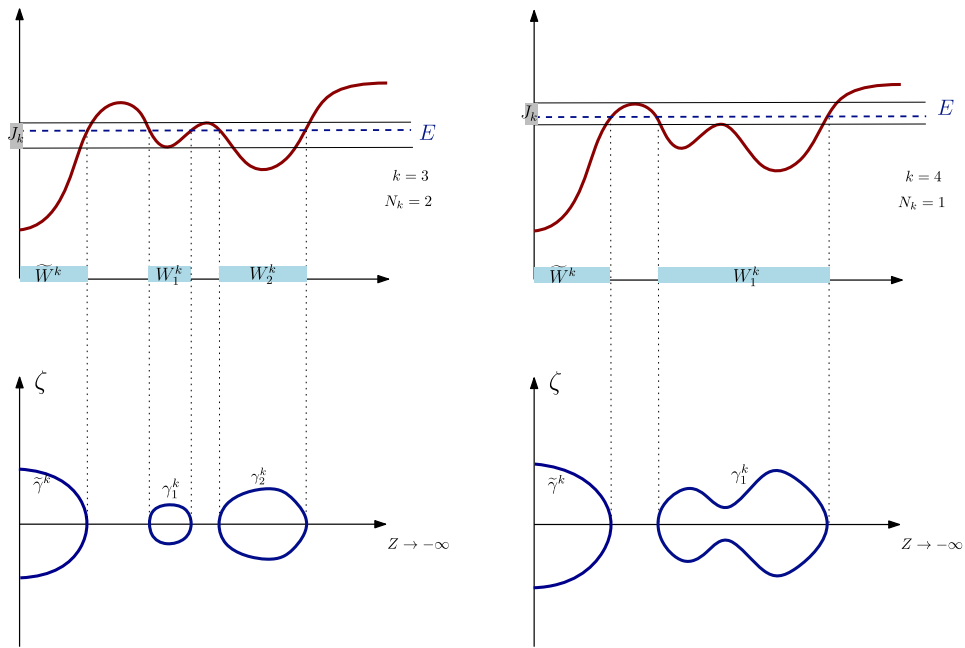 J_k E
k = 3
N_k = 2
W̃^k W_1^k W_2^k
ζ
γ̃^k γ_1^k γ_2^k
Z → −∞
J_k E
k = 4
N_k = 1
W̃^k W_1^k
ζ
γ̃^k γ_1^k
Z → −∞